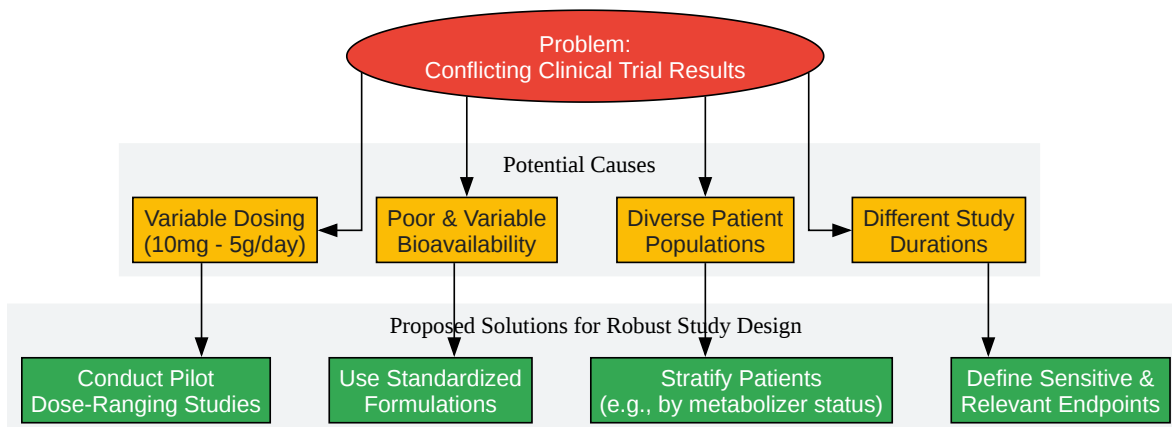 Problem:
Conflicting Clinical Trial Results
Potential Causes
Variable Dosing
(10mg - 5g/day)
Poor & Variable
Bioavailability
Diverse Patient
Populations
Different Study
Durations
Proposed Solutions for Robust Study Design
Conduct Pilot
Dose-Ranging Studies
Use Standardized
Formulations
Stratify Patients
(e.g., by metabolizer status)
Define Sensitive &
Relevant Endpoints